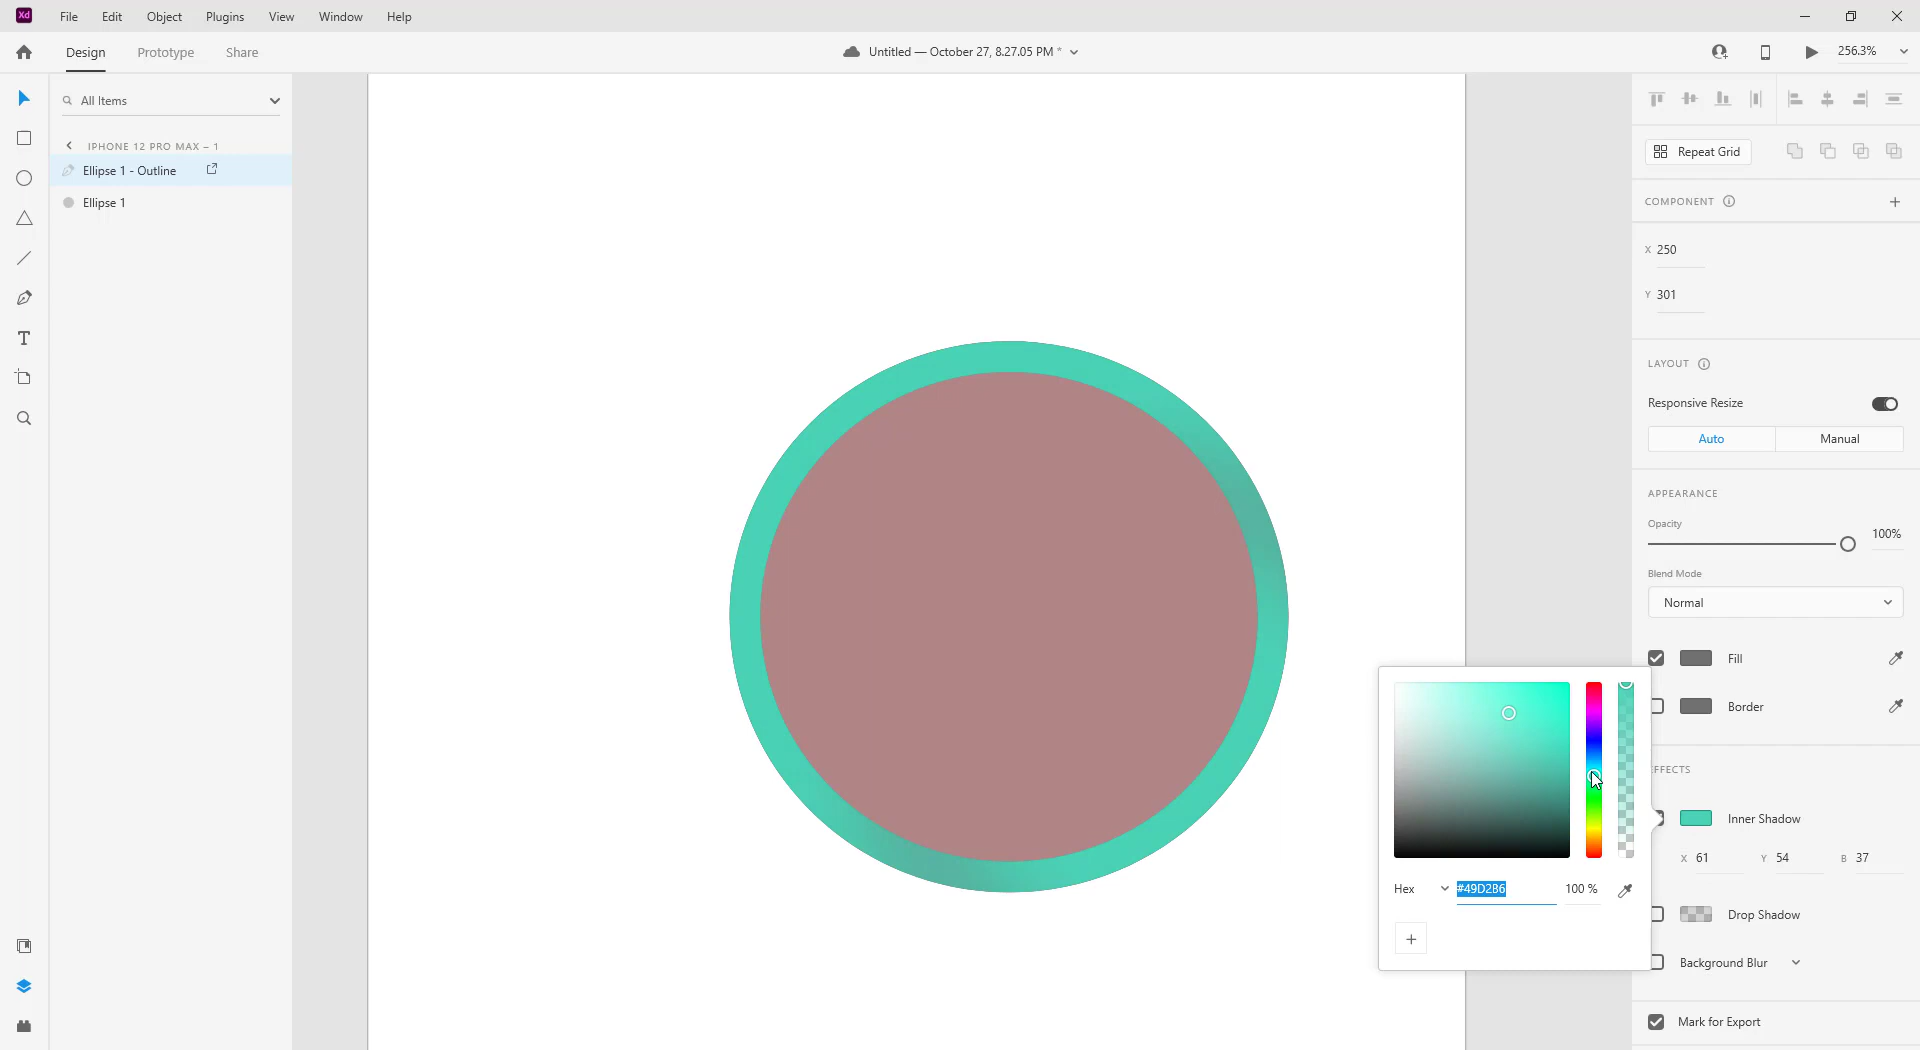 Xd File Edit Object Plugins View Window Help
Design Prototype Share Untitled — October 27, 8.27.05 PM * 256.3%
All Items
IPHONE 12 PRO MAX – 1
Ellipse 1 - Outline
Ellipse 1
T
Repeat Grid
COMPONENT
X 250
Y 301
LAYOUT
Responsive Resize
Auto Manual
APPEARANCE
Opacity
100%
Blend Mode
Normal
Fill
Border
FFECTS
Inner Shadow
X 61 Y 54 B 37
Hex #49D2B6 100 %
Drop Shadow
+
Background Blur
Mark for Export